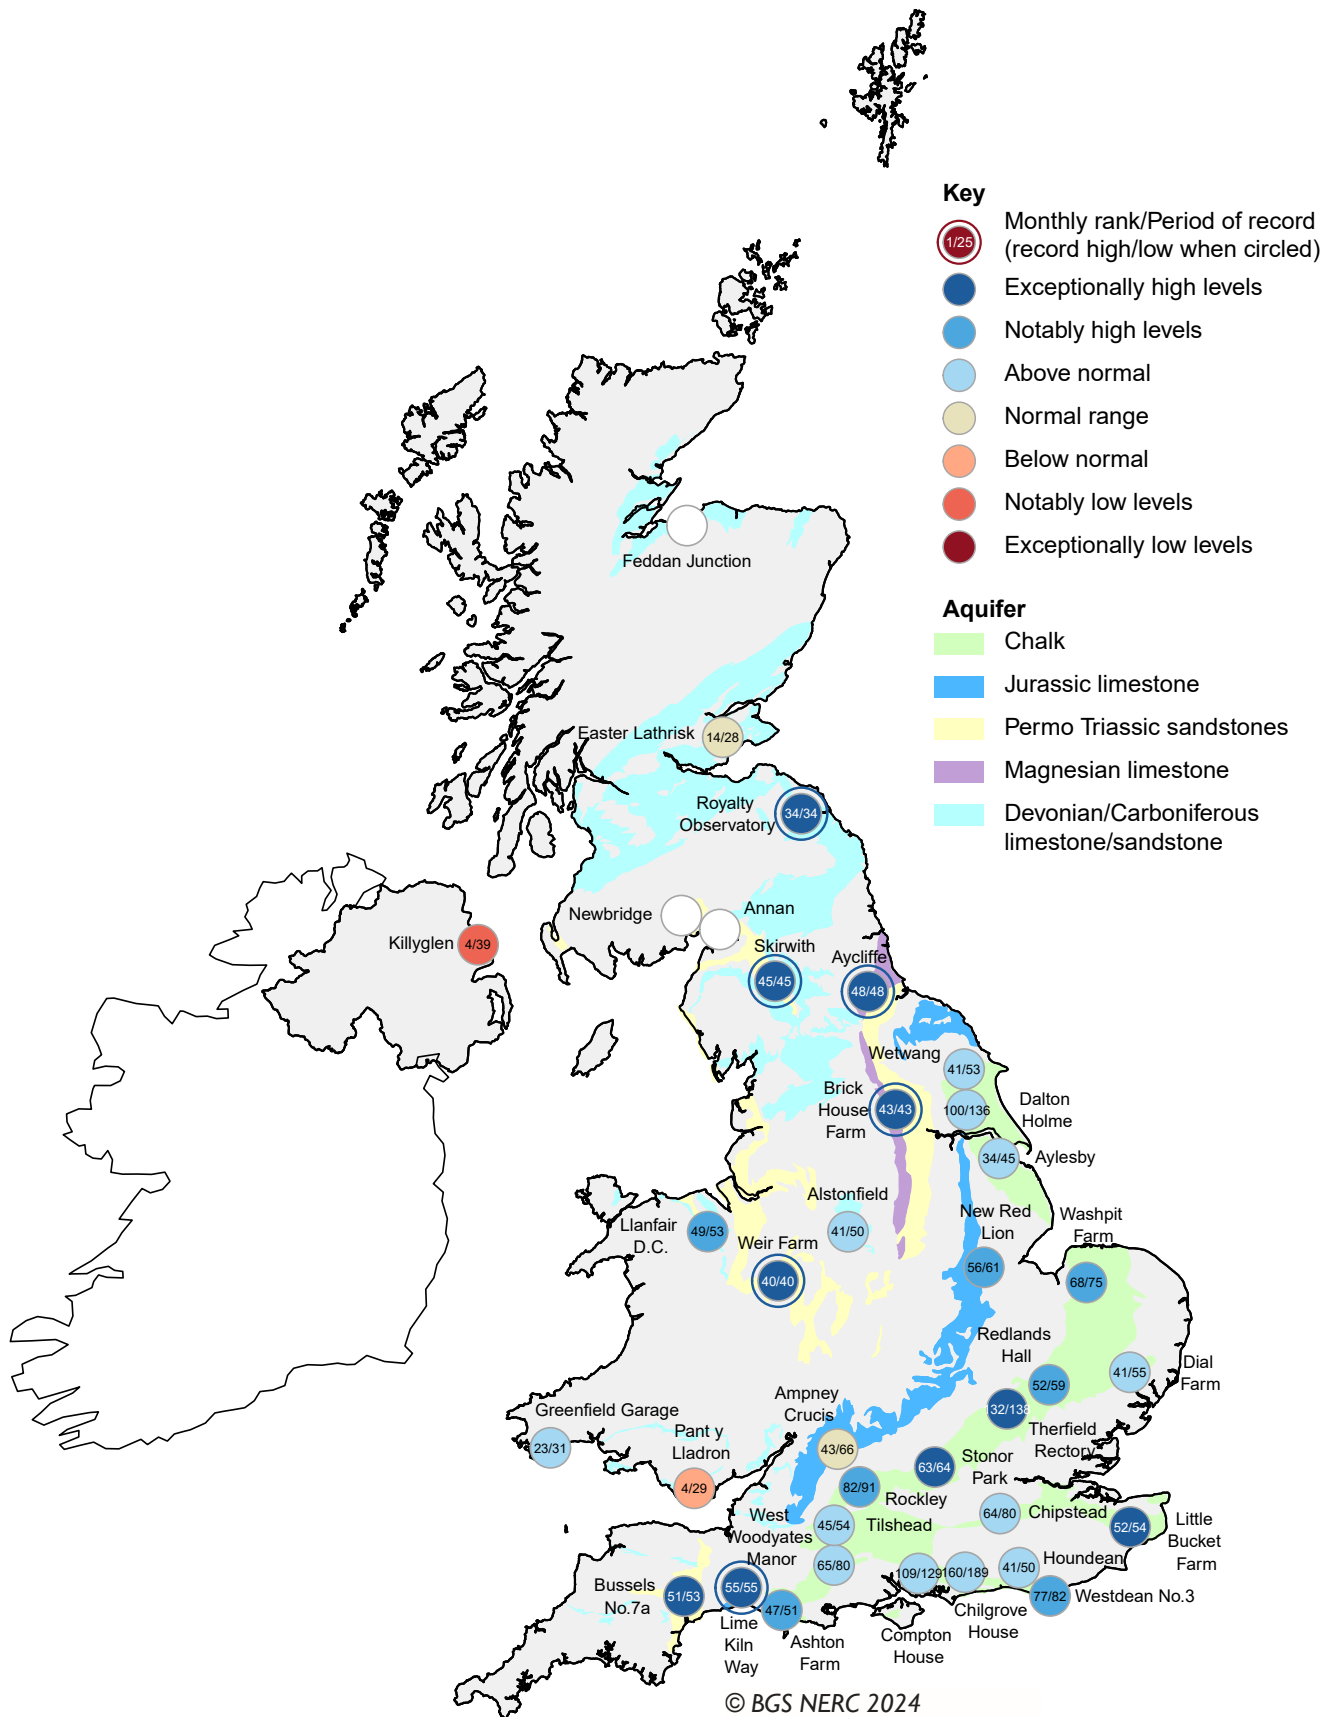 Key
1/25
Monthly rank/Period of record
(record high/low when circled)
Exceptionally high levels
Notably high levels
Above normal
Normal range
Below normal
Notably low levels
Exceptionally low levels
Aquifer
Chalk
Jurassic limestone
Permo Triassic sandstones
Magnesian limestone
Devonian/Carboniferous
limestone/sandstone
Feddan Junction
Easter Lathrisk
14/28
Royalty
Observatory
34/34
Newbridge
Annan
Killyglen
4/39
Skirwith
45/45
Aycliffe
48/48
Wetwang
41/53
Brick
House
Farm
43/43
100/136
Dalton
Holme
34/45
Aylesby
Alstonfield
41/50
Llanfair
D.C.
49/53
Weir Farm
40/40
New Red
Lion
56/61
Washpit
Farm
68/75
Redlands
Hall
52/59
41/55
Dial
Farm
132/138
Therfield
Rectory
Ampney
Crucis
43/66
Greenfield Garage
23/31
Pant y
Lladron
4/29
63/64
Stonor
Park
82/91
Rockley
64/80
Chipstead
52/54
Little
Bucket
Farm
45/54
Tilshead
West
Woodyates
Manor
65/80
109/129
Compton
House
160/189
Chilgrove
House
41/50
Houndean
77/82
Westdean No.3
Bussels
No.7a
51/53
55/55
Lime
Kiln
Way
47/51
Ashton
Farm
© BGS NERC 2024